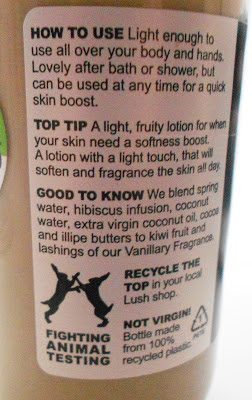 HOW TO USE Light enough to
use all over your body and hands.
Lovely after bath or shower, but
can be used at any time for a quick
skin boost.
TOP TIP A light, fruity lotion for when
your skin need a softness boost.
A lotion with a light touch, that will
soften and fragrance the skin all day.
GOOD TO KNOW We blend spring
water, hibiscus infusion, coconut
water, extra virgin coconut oil, cocoa
and illipe butters to kiwi fruit and
lashings of our Vanillary Fragrance.
RECYCLE THE
TOP in your local
Lush shop.
FIGHTING
ANIMAL
TESTING
NOT VIRGIN!
Bottle made
from 100%
recycled plastic.
1